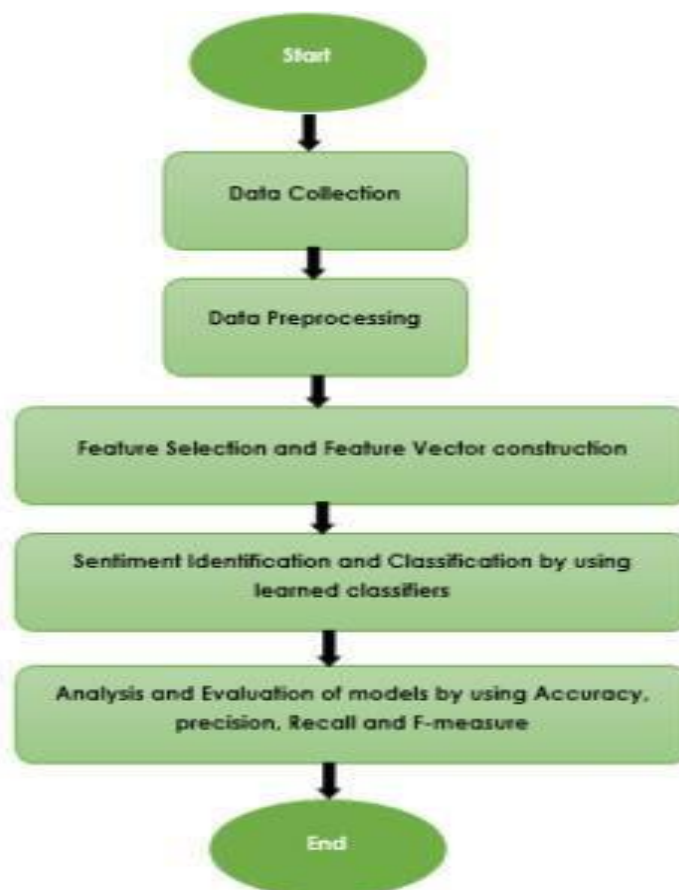 Start
Data Collection
Data Preprocessing
Feature Selection and Feature Vector construction
Sentiment Identification and Classification by using
learned classifiers
Analysis and Evaluation of models by using Accuracy,
precision, Recall and F-measure
End